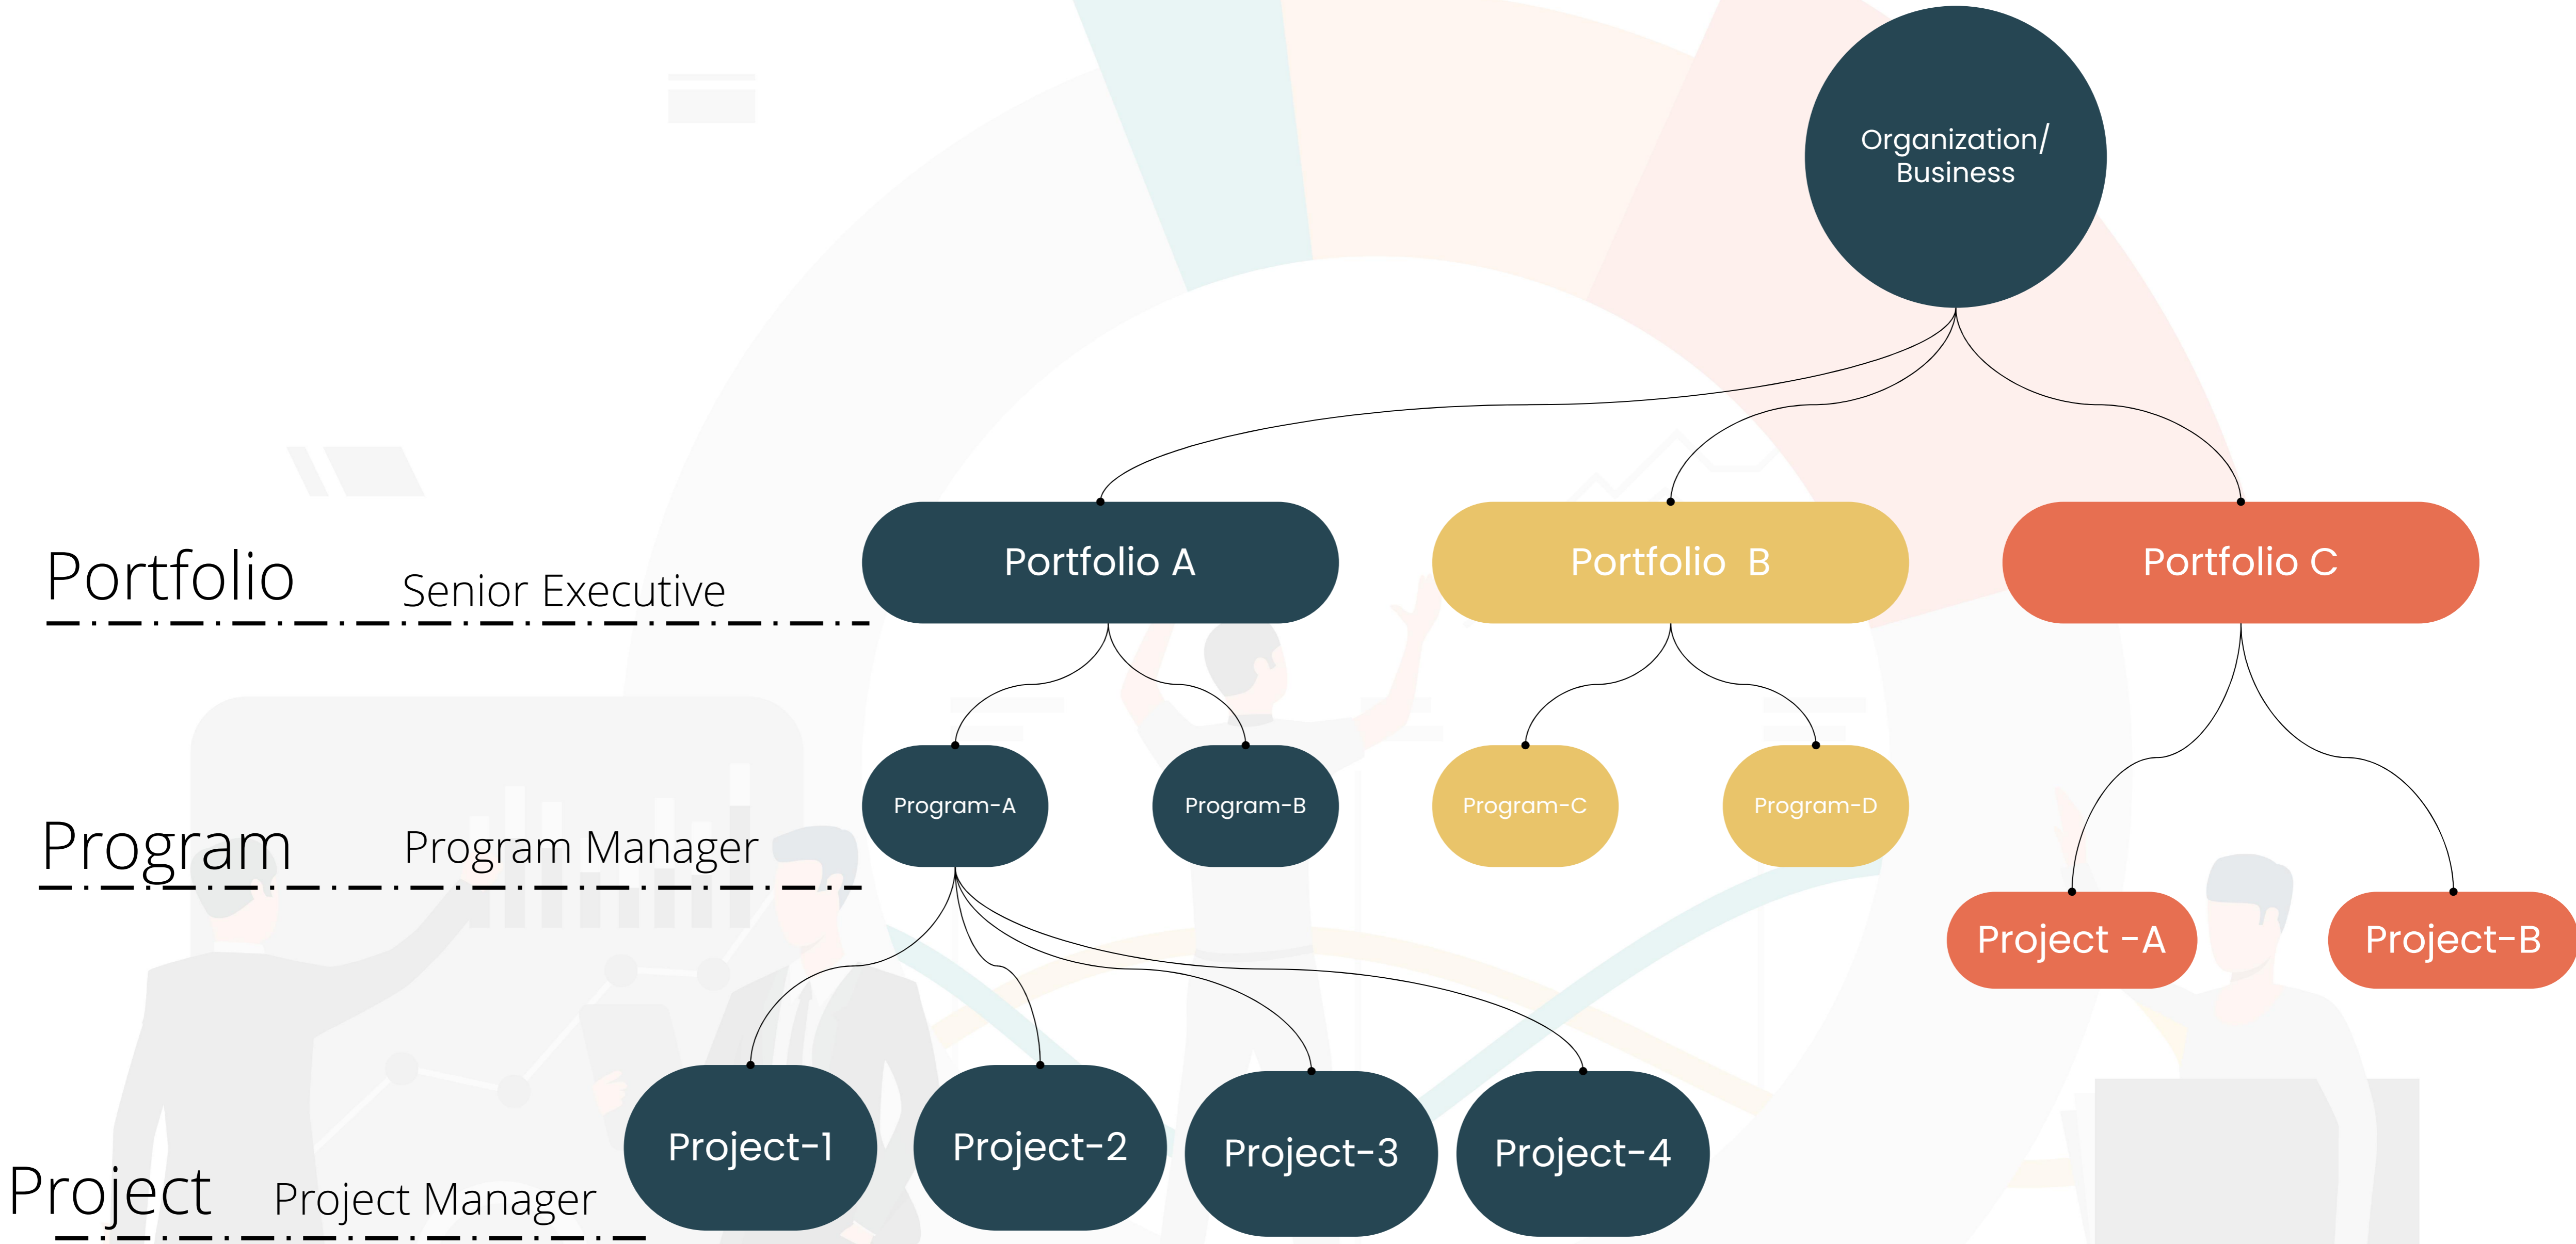 Organization/
Business
Portfolio
Senior Executive
Portfolio A
Portfolio  B
Portfolio C
Program
Program Manager
Program-A
Program-B
Program-C
Program-D
Project -A
Project-B
Project
Project Manager
Project-1
Project-2
Project-3
Project-4